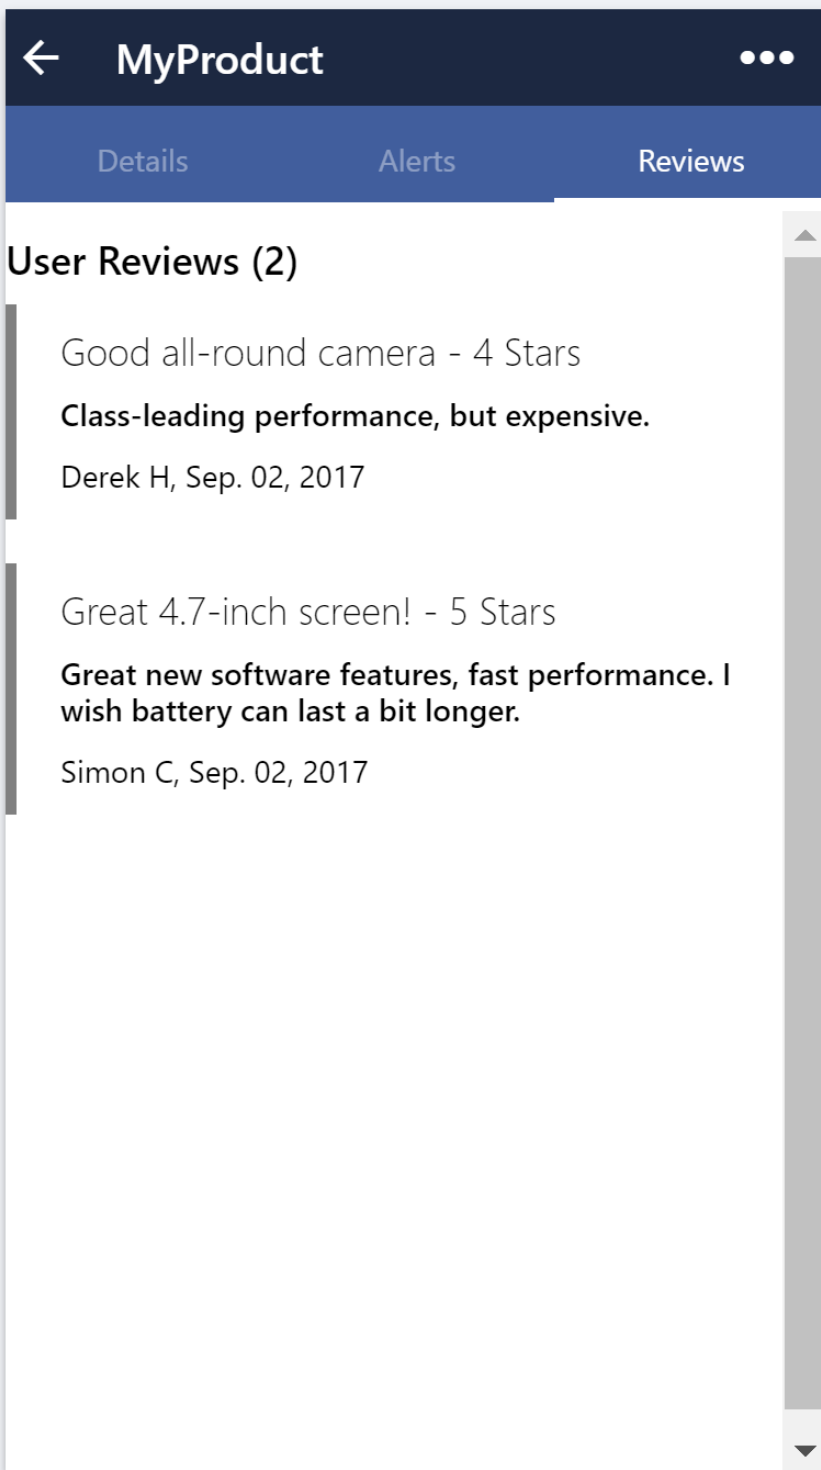 MyProduct
Details Alerts Reviews
User Reviews (2)
Good all-round camera - 4 Stars
Class-leading performance, but expensive.
Derek H, Sep. 02, 2017
Great 4.7-inch screen! - 5 Stars
Great new software features, fast performance. I
wish battery can last a bit longer.
Simon C, Sep. 02, 2017